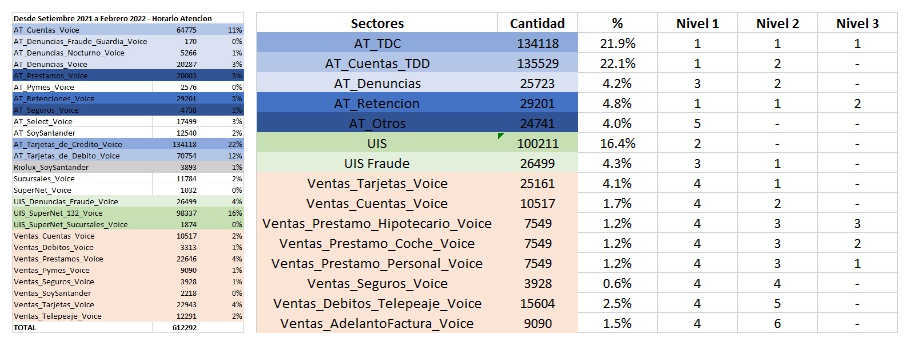 Desde Setiembre 2021 a Febrero 2022 - Horario Atencion
AT_Cuentas_Voice 64775 11%
AT_Denuncias_Fraude_Guardia_Voice 170 0%
AT_Denuncias_Nocturno_Voice 5266 1%
AT_Denuncias_Voice 20287 3%
AT_Prestamos_Voice 20003 3%
AT_Pymes_Voice 2576 0%
AT_Retenciones_Voice 29201 5%
AT_Seguros_Voice 4738 1%
AT_Select_Voice 17499 3%
AT_SoySantander 12540 2%
AT_Tarjetas_de_Credito_Voice 134118 22%
AT_Tarjetas_de_Debito_Voice 70754 12%
Riolux_SoySantander 3893 1%
Sucursales_Voice 11784 2%
SuperNet_Voice 1032 0%
UIS_Denuncias_Fraude_Voice 26499 4%
UIS_SuperNet_132_Voice 98337 16%
UIS_SuperNet_Sucursales_Voice 1874 0%
Ventas_Cuentas_Voice 10517 2%
Ventas_Debitos_Voice 3313 1%
Ventas_Prestamos_Voice 22646 4%
Ventas_Pymes_Voice 9090 1%
Ventas_Seguros_Voice 3928 1%
Ventas_SoySantander 2218 0%
Ventas_Tarjetas_Voice 22943 4%
Ventas_Telepeaje_Voice 12291 2%
TOTAL 612292
Sectores Cantidad % Nivel 1 Nivel 2 Nivel 3
AT_TDC 134118 21.9% 1 1 1
AT_Cuentas_TDD 135529 22.1% 1 2 -
AT_Denuncias 25723 4.2% 3 2 -
AT_Retencion 29201 4.8% 1 1 2
AT_Otros 24741 4.0% 5 -
UIS 100211 16.4% 2 - -
UIS Fraude 26499 4.3% 3 1 -
Ventas_Tarjetas_Voice 25161 4.1% 4 1 -
Ventas_Cuentas_Voice 10517 1.7% 4 2 -
Ventas_Prestamo_Hipotecario_Voice 7549 1.2% 4 3 3
Ventas_Prestamo_Coche_Voice 7549 1.2% 4 3 2
Ventas_Prestamo_Personal_Voice 7549 1.2% 4 3 1
Ventas_Seguros_Voice 3928 0.6% 4 4 -
Ventas_Debitos_Telepeaje_Voice 15604 2.5% 4 5 -
Ventas_AdelantoFactura_Voice 9090 1.5% 4 6 -